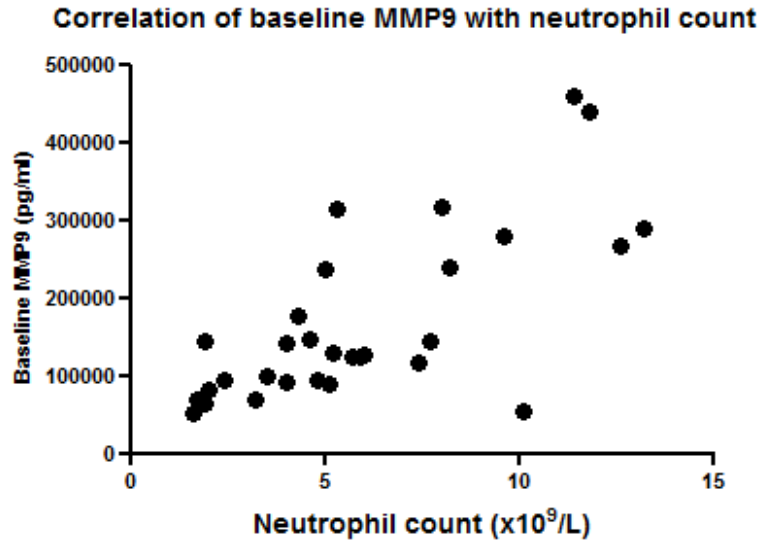 Correlation of baseline MMP9 with neutrophil count
500000
400000
300000
200000
100000
0
Baseline MMP9 (pg/ml)
0 5 10 15
Neutrophil count (x10⁹/L)